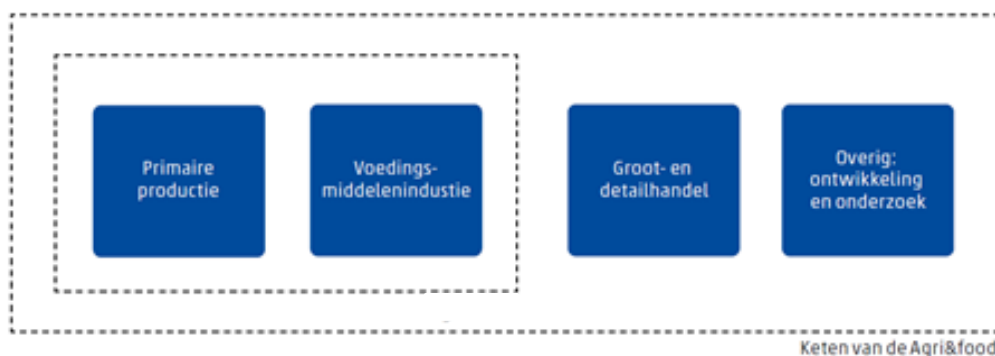 Primaire
productie
Voedings-
middelenindustie
Groot- en
detailhandel
Overig:
ontwikkeling
en onderzoek
Keten van de Agri&food